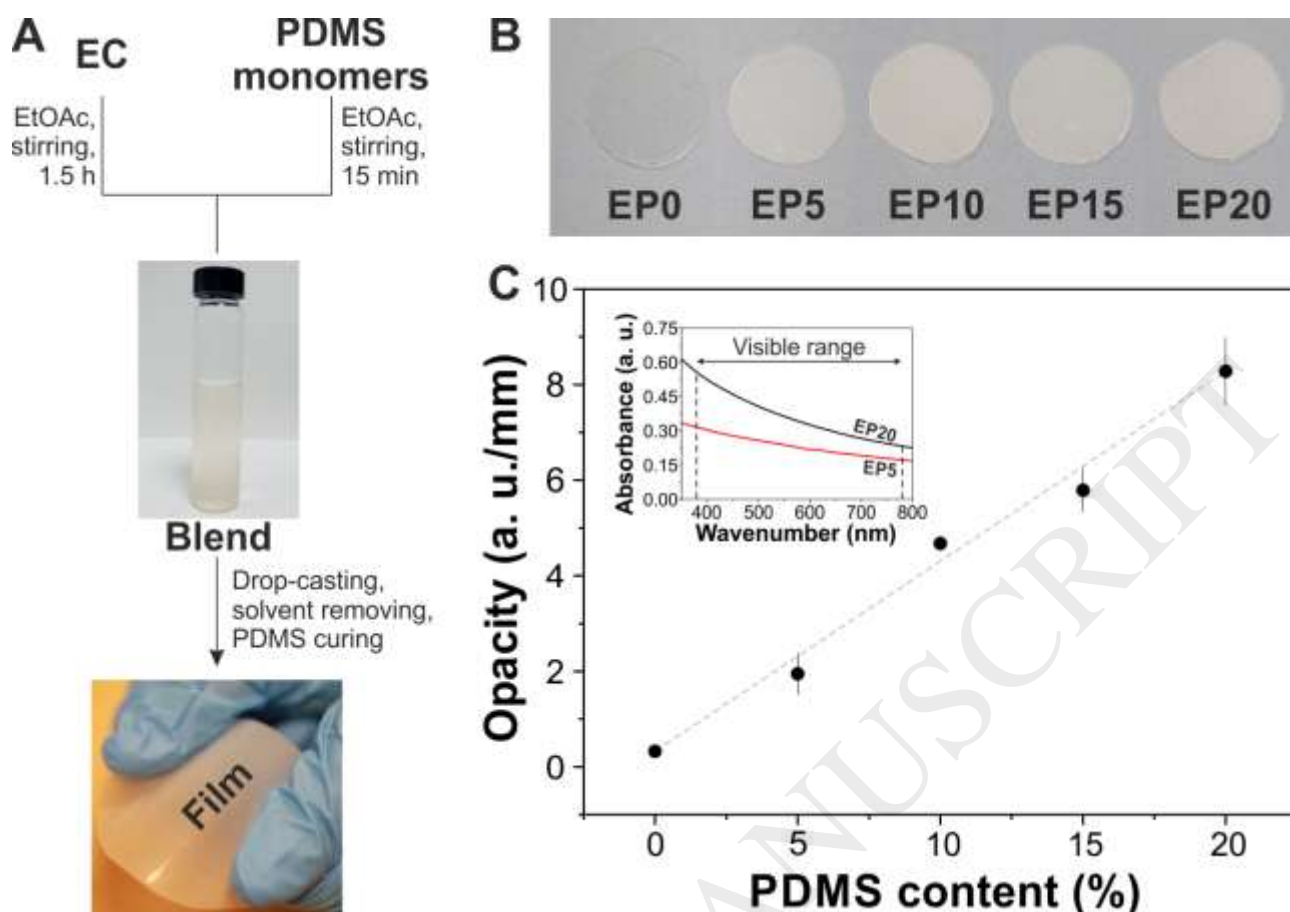 A
EC
PDMS
monomers
EtOAc,
stirring,
1.5 h
EtOAc,
stirring,
15 min
Blend
Drop-casting,
solvent removing,
PDMS curing
Film
B
EP0 EP5 EP10 EP15 EP20
C
Opacity (a. u./mm)
10
8
6
4
2
0
0 5 10 15 20
PDMS content (%)
Absorbance (a. u.)
0.75
0.60
0.45
0.30
0.15
0.00
Visible range
EP20
EP5
400 500 600 700 800
Wavenumber (nm)
ANUSCRIPT